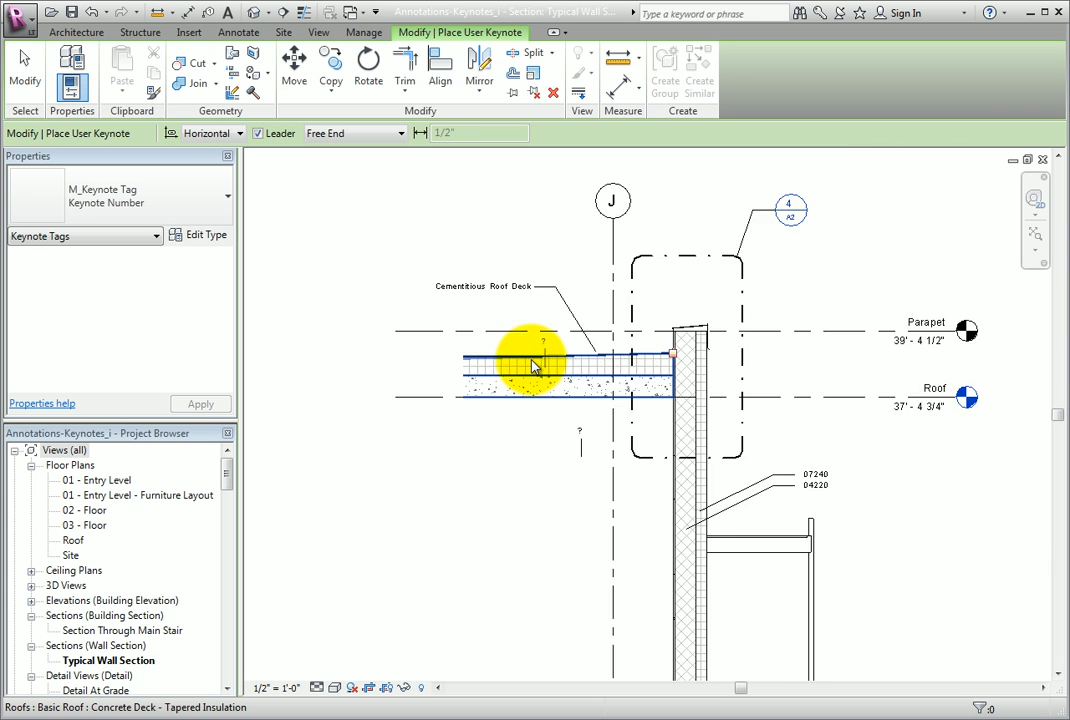 Annotations-Keynotes_i - Section: Typical Wall S...
Type a keyword or phrase
Sign In
LT
Architecture
Structure
Insert
Annotate
Site
View
Manage
Modify | Place User Keynote
Modify
Paste
Cut
Join
Move
Copy
Rotate
Trim
Align
Mirror
Split
Create Group
Create Similar
Select
Properties
Clipboard
Geometry
Modify
View
Measure
Create
Modify | Place User Keynote
Horizontal
Leader
Free End
1/2"
Properties
M_Keynote Tag
Keynote Number
Keynote Tags
Edit Type
Properties help
Apply
Annotations-Keynotes_i - Project Browser
Views (all)
Floor Plans
01 - Entry Level
01 - Entry Level - Furniture Layout
02 - Floor
03 - Floor
Roof
Site
Ceiling Plans
3D Views
Elevations (Building Elevation)
Sections (Building Section)
Section Through Main Stair
Sections (Wall Section)
Typical Wall Section
Detail Views (Detail)
Detail At Grade
J
4
A2
2D
Cementitious Roof Deck
?
?
Parapet
39' - 4 1/2"
Roof
37' - 4 3/4"
07240
04220
1/2" = 1'-0"
Roofs : Basic Roof : Concrete Deck - Tapered Insulation
:0